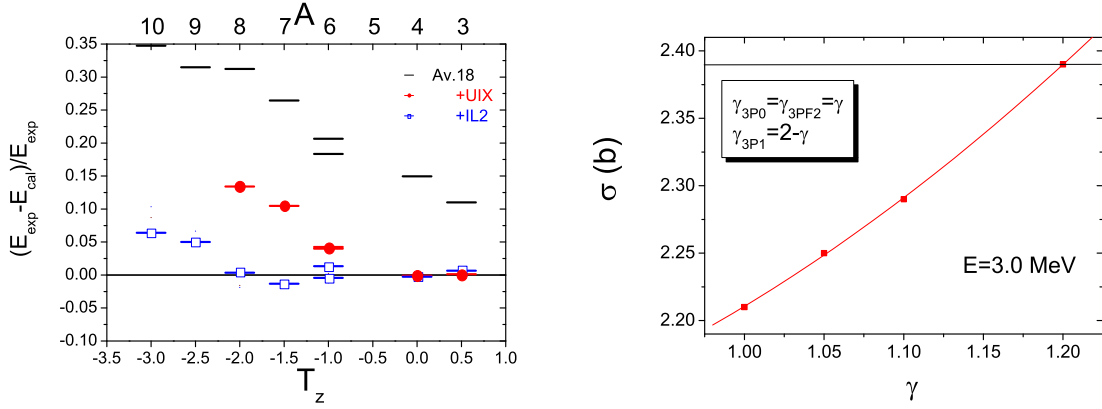 A
10 9 8 7 6 5 4 3
0.35
0.30
0.25
0.20
0.15
0.10
0.05
0.00
-0.05
-0.10
(E_exp-E_cal)/E_exp
Av.18
+UIX
+IL2
-3.5 -3.0 -2.5 -2.0 -1.5 -1.0 -0.5 0.0 0.5 1.0
T_z
2.40
2.35
2.30
2.25
2.20
σ (b)
γ_3P0=γ_3PF2=γ
γ_3P1=2-γ
E=3.0 MeV
1.00 1.05 1.10 1.15 1.20
γ